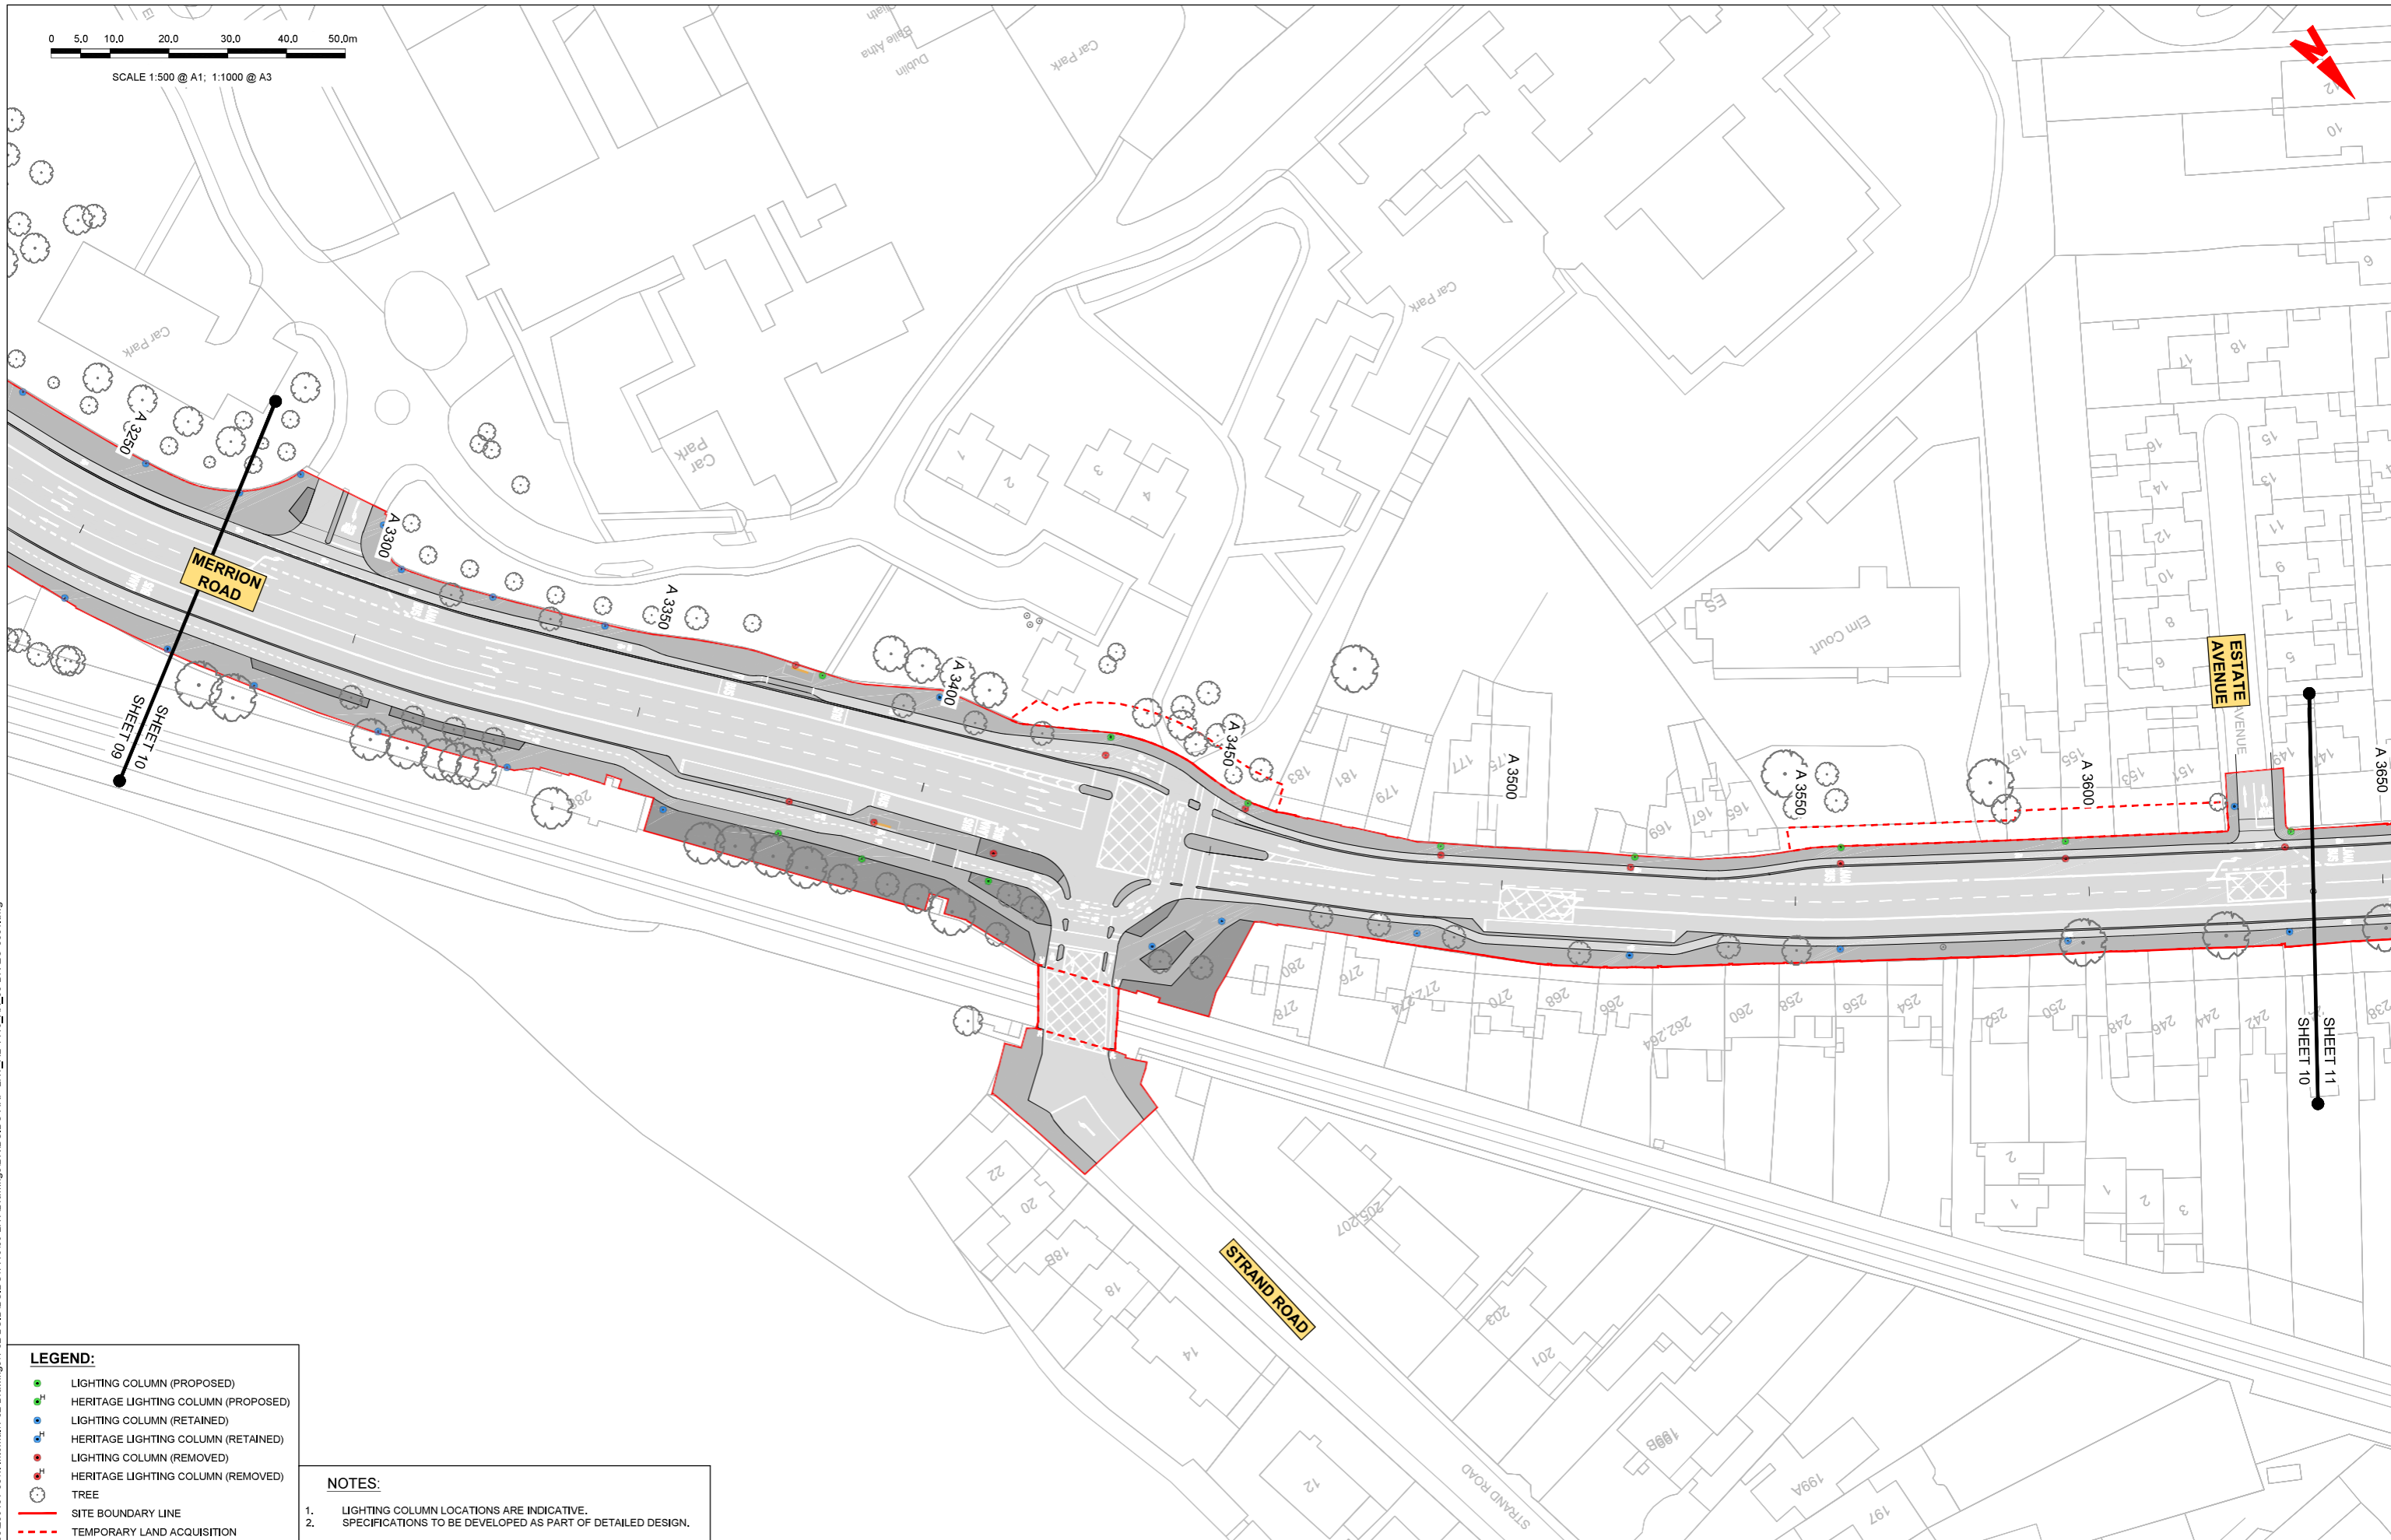 0 5.0 10.0 20.0 30.0 40.0 50.0m
SCALE 1:500 @ A1; 1:1000 @ A3
N
Baile Atha
Dublin
Car Park
Car Park
Car Park
Car
Park
12
10
6
18
17
16
15
14
13
12
11
10
9
8
7
6
5
1
2
3
4
A 3250
A 3300
A 3350
A 3400
A 3450
A 3500
A 3550
A 3600
A 3650
MERRION
ROAD
ESTATE
AVENUE
AVENUE
ES
Elm Court
SHEET 09
SHEET 10
183
181
179
177
175
169
167
165
157
155
153
151
149
147
280
278
276
272,274
270
268
266
262,264
260
258
256
254
252
250
248
246
244
242
238
SHEET 11
SHEET 10
2
1
1
2
3
22
20
18B
18
14
12
205,207
203
201
199B
199A
197
STRAND ROAD
STRAND ROAD
LEGEND:
LIGHTING COLUMN (PROPOSED)
H HERITAGE LIGHTING COLUMN (PROPOSED)
LIGHTING COLUMN (RETAINED)
H HERITAGE LIGHTING COLUMN (RETAINED)
LIGHTING COLUMN (REMOVED)
H HERITAGE LIGHTING COLUMN (REMOVED)
TREE
SITE BOUNDARY LINE
TEMPORARY LAND ACQUISITION
NOTES:
1. LIGHTING COLUMN LOCATIONS ARE INDICATIVE.
2. SPECIFICATIONS TO BE DEVELOPED AS PART OF DETAILED DESIGN.